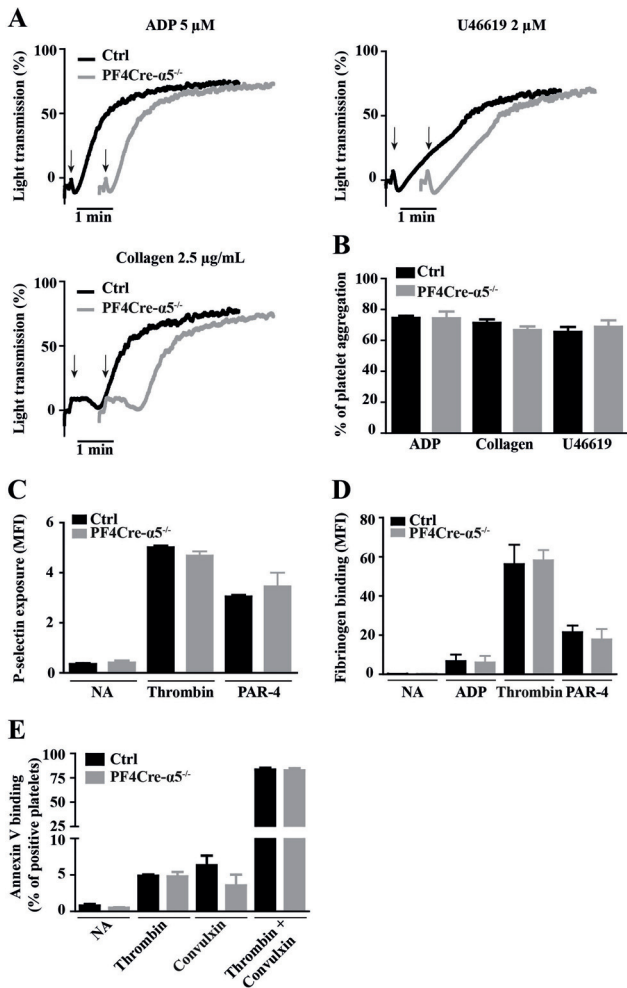 A
ADP 5 µM
Light transmission (%)
100
50
0
Ctrl
PF4Cre-α5-/-
1 min
U46619 2 µM
Light transmission (%)
100
50
0
1 min
Collagen 2.5 µg/mL
Light transmission (%)
100
50
0
Ctrl
PF4Cre-α5-/-
1 min
B
% of platelet aggregation
100
80
60
40
20
0
Ctrl
PF4Cre-α5-/-
ADP Collagen U46619
C
P-selectin exposure (MFI)
6
4
2
0
Ctrl
PF4Cre-α5-/-
NA Thrombin PAR-4
D
Fibrinogen binding (MFI)
80
60
40
20
0
Ctrl
PF4Cre-α5-/-
NA ADP Thrombin PAR-4
E
Annexin V binding
(% of positive platelets)
100
75
50
25
10
5
0
Ctrl
PF4Cre-α5-/-
NA
Thrombin
Convulxin
Thrombin +
Convulxin